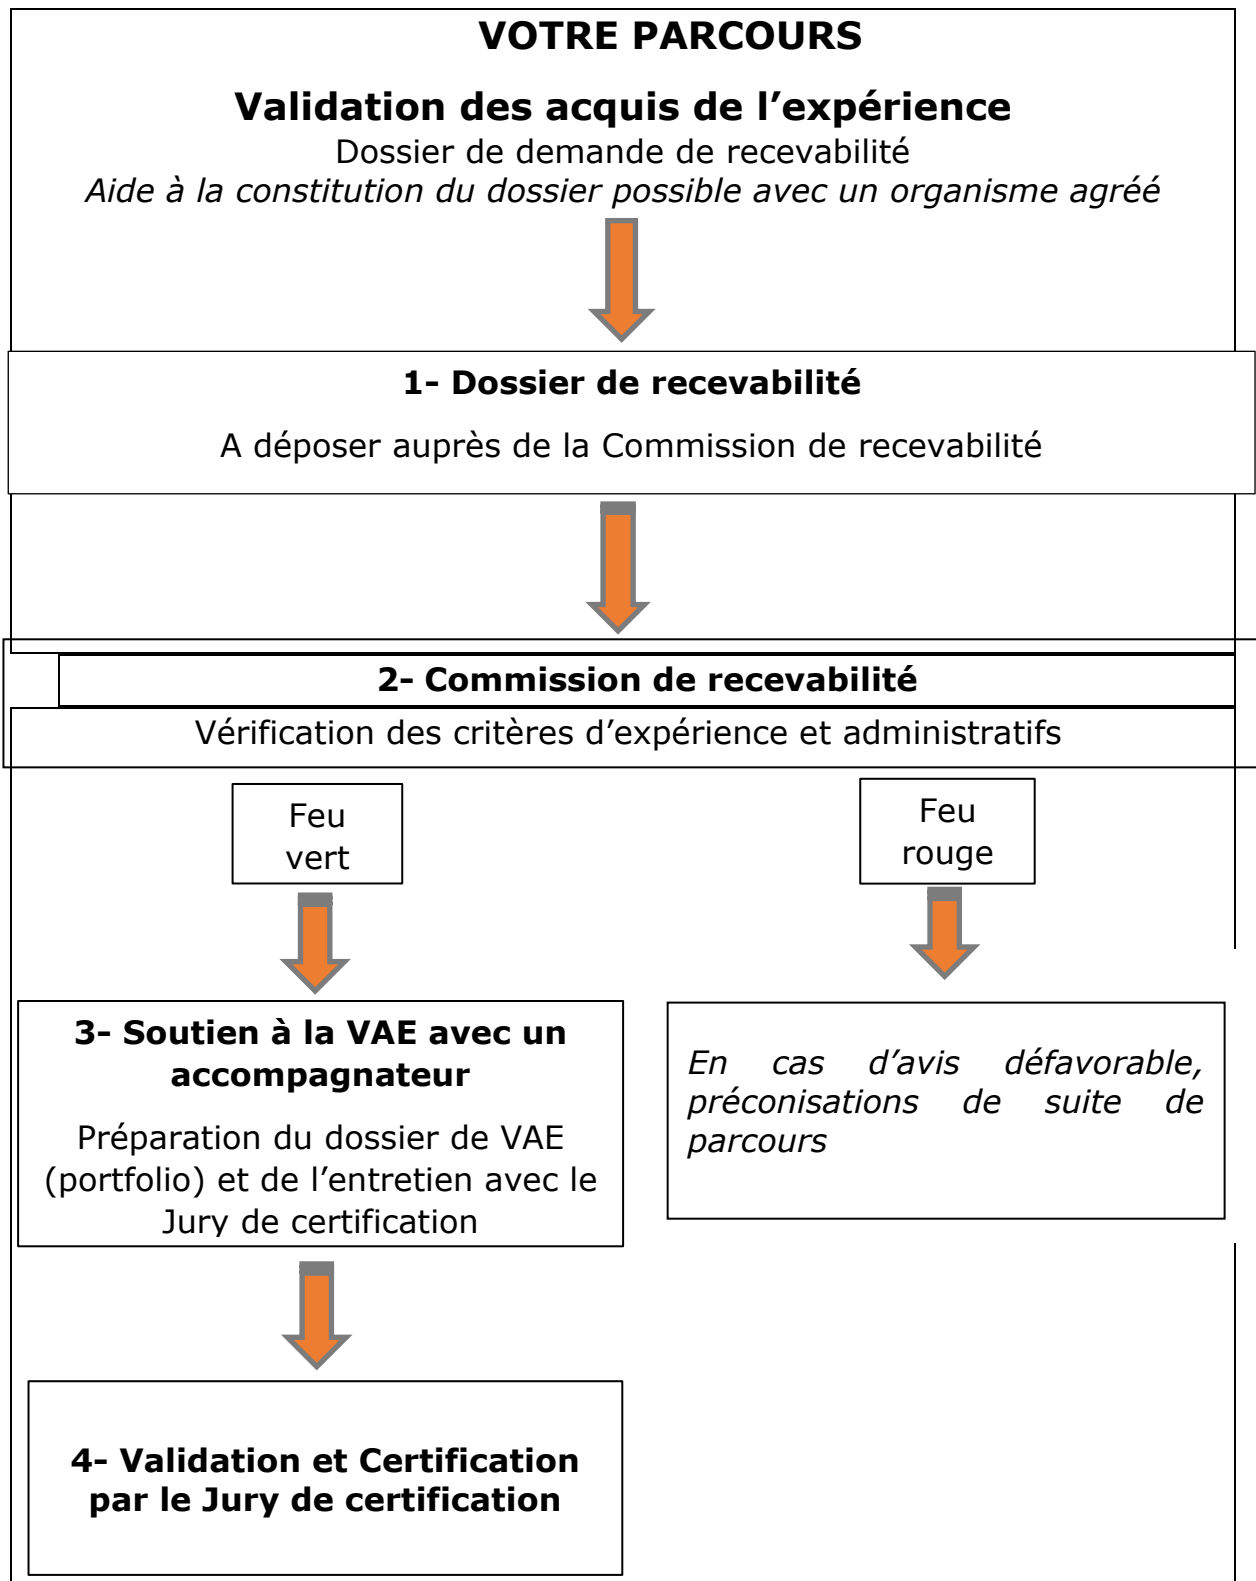 VOTRE PARCOURS
Validation des acquis de l’expérience
Dossier de demande de recevabilité
Aide à la constitution du dossier possible avec un organisme agréé
1- Dossier de recevabilité
A déposer auprès de la Commission de recevabilité
2- Commission de recevabilité
Vérification des critères d’expérience et administratifs
Feu
vert
Feu
rouge
3- Soutien à la VAE avec un
accompagnateur
Préparation du dossier de VAE
(portfolio) et de l’entretien avec le
Jury de certification
En cas d’avis défavorable,
préconisations de suite de
parcours
4- Validation et Certification
par le Jury de certification